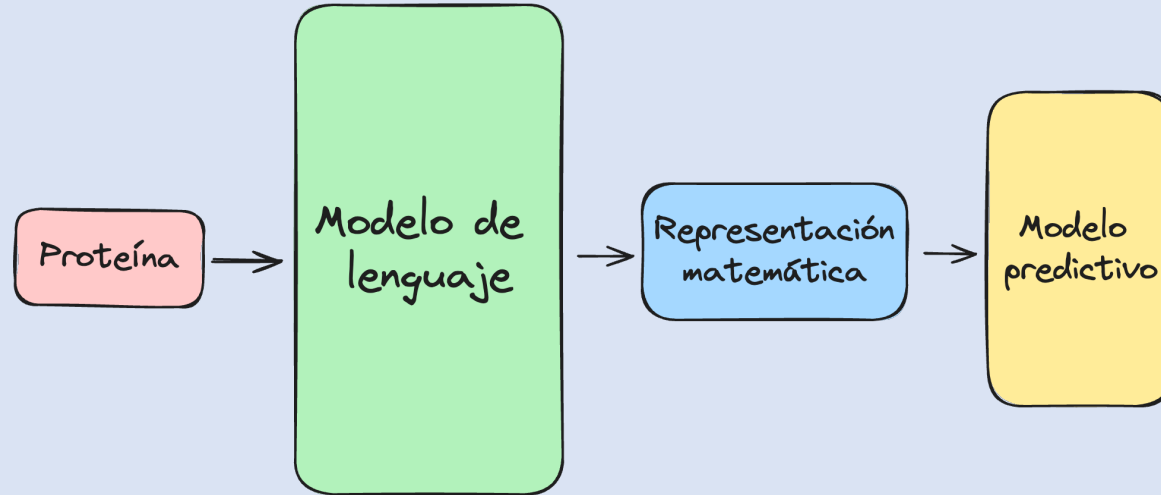 Proteína
Modelo de
lenguaje
Representación
matemática
Modelo
predictivo